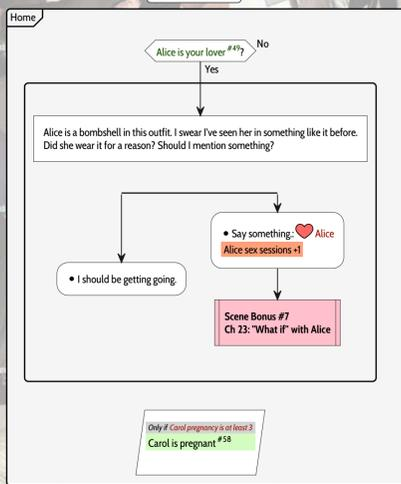 Home
Alice is your lover #49?
No
Yes
Alice is a bombshell in this outfit. I swear I've seen her in something like it before.
Did she wear it for a reason? Should I mention something?
• Say something.: ❤ Alice
Alice sex sessions +1
• I should be getting going.
Scene Bonus #7
Ch 23: "What if" with Alice
Only if Carol pregnancy is at least 3
Carol is pregnant #58